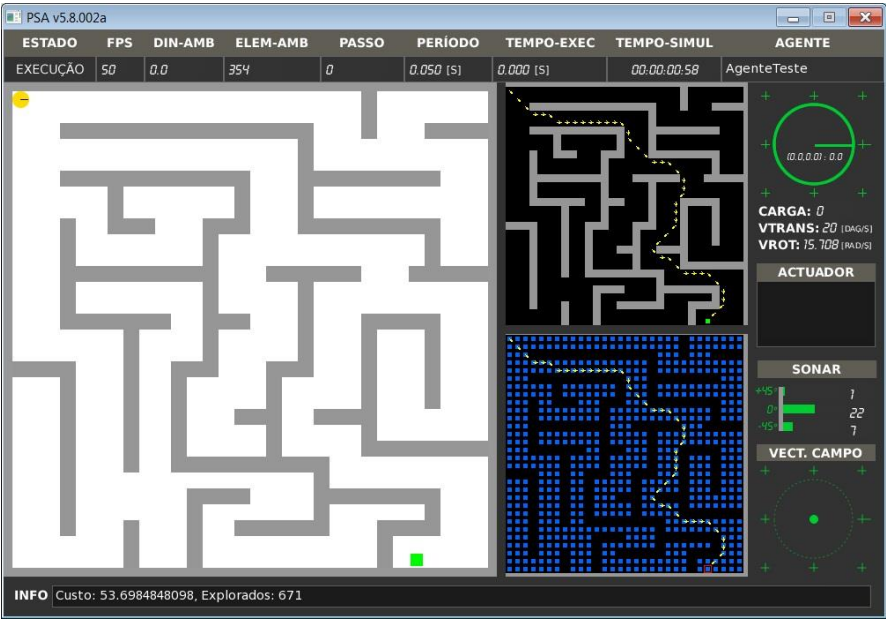 PSA v5.8.002a
ESTADO FPS DIN-AMB ELEM-AMB PASSO PERÍODO TEMPO-EXEC TEMPO-SIMUL AGENTE
EXECUÇÃO 50 0.0 354 0 0.050 [S] 0.000 [S] 00:00:00:58 AgenteTeste
(0.0,0.0) : 0.0
CARGA: 0
VTRANS: 20 [DAG/S]
VROT: 15.708 [RAD/S]
ACTUADOR
SONAR
+45° 1
0° 22
-45° 7
VECT. CAMPO
INFO Custo: 53.6984848098, Explorados: 671